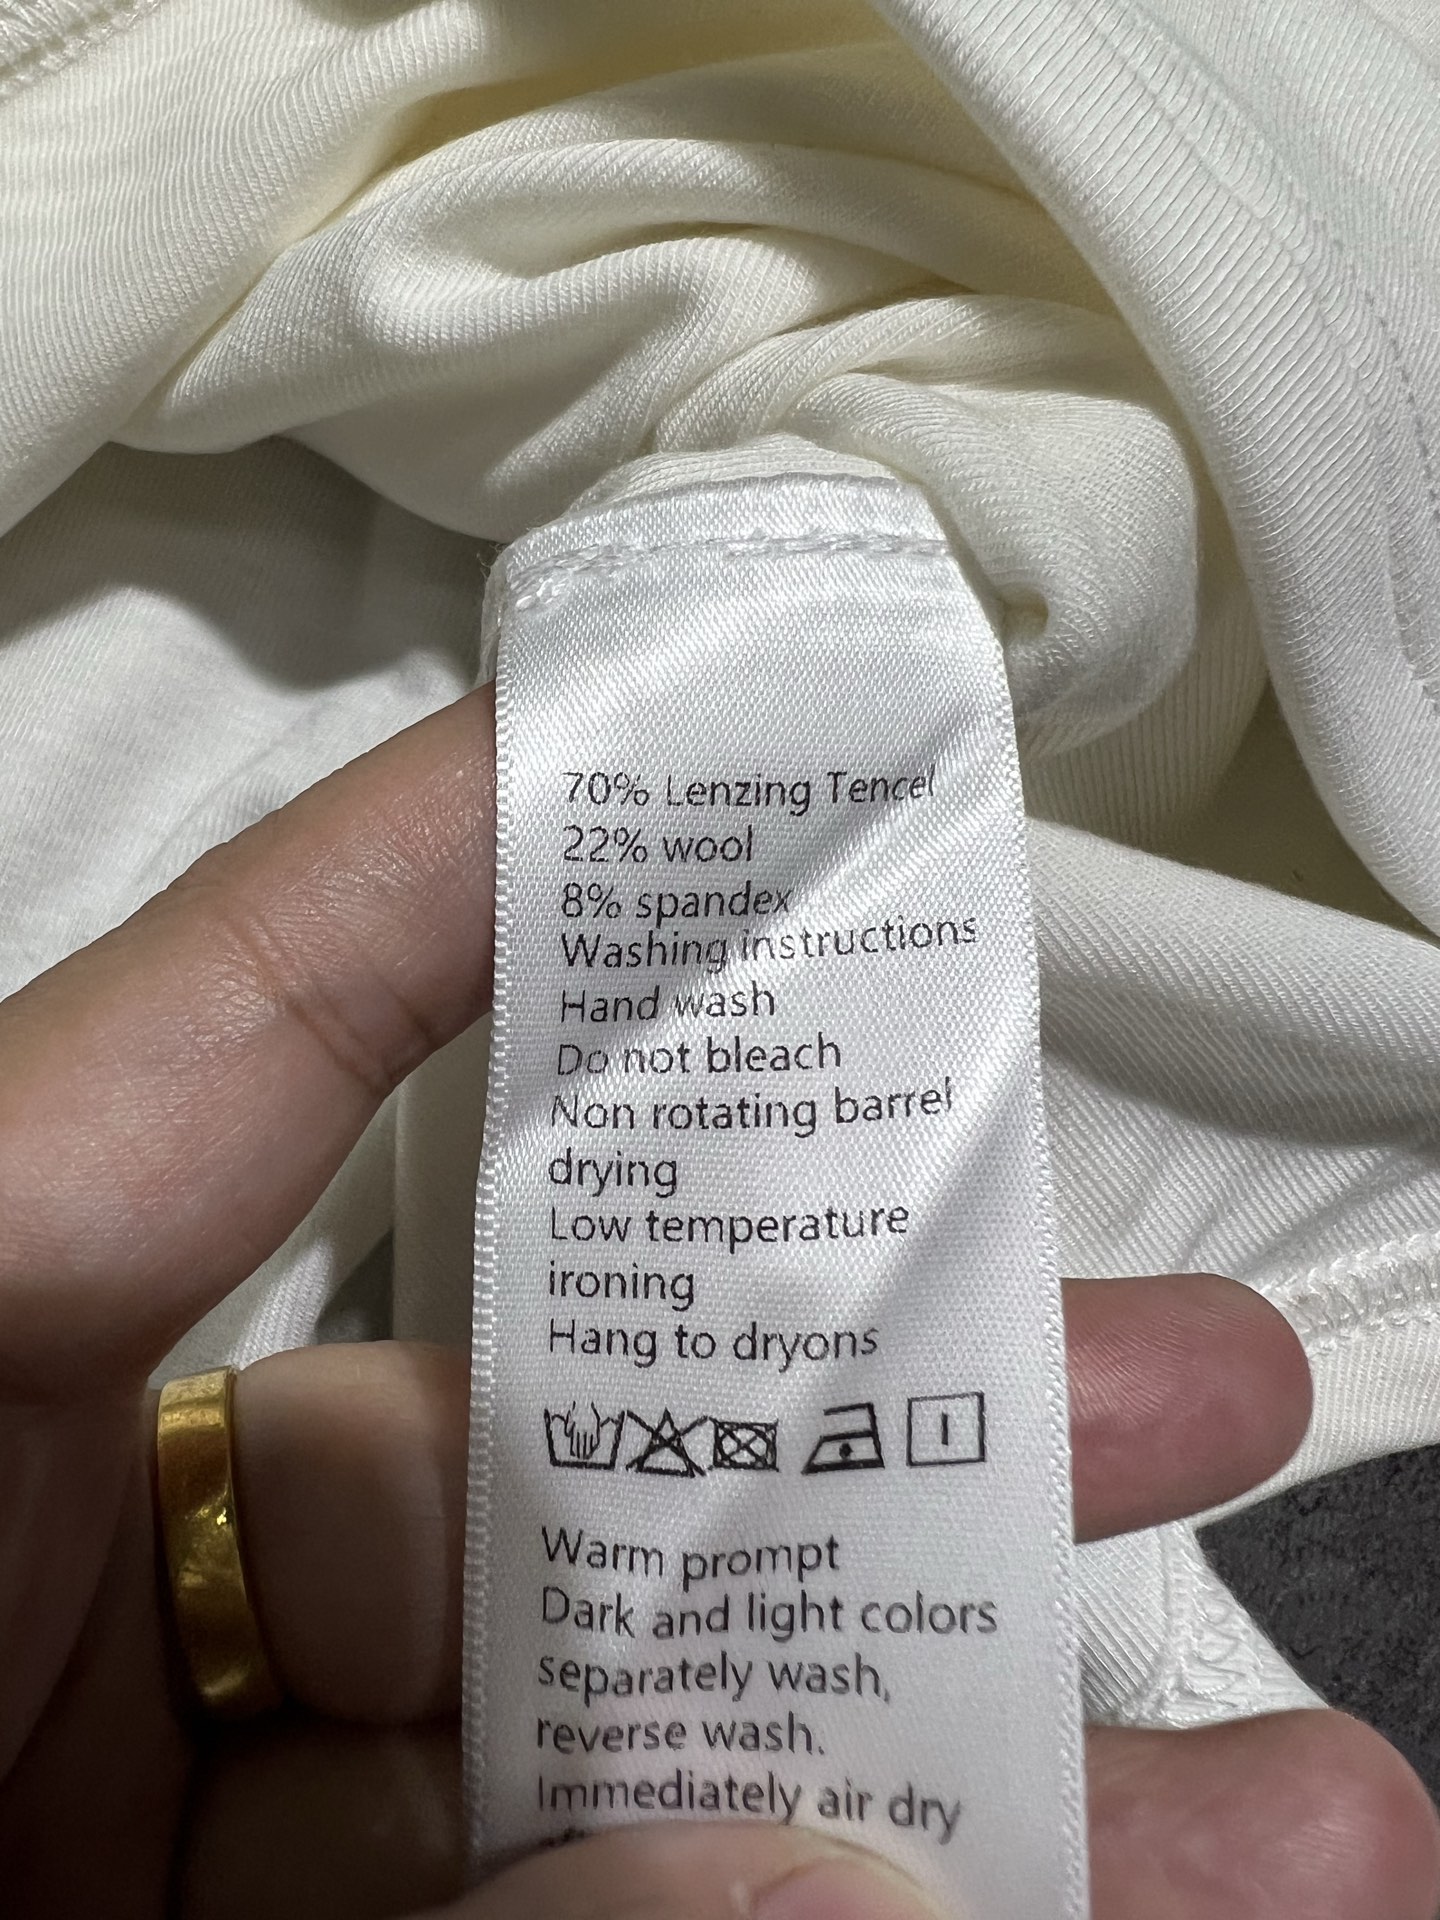 70% Lenzing Tencel
22% wool
8% spandex
Washing instructions
Hand wash
Do not bleach
Non rotating barrel
drying
Low temperature
ironing
Hang to dryons
Warm prompt
Dark and light colors
separately wash,
reverse wash.
Immediately air dry